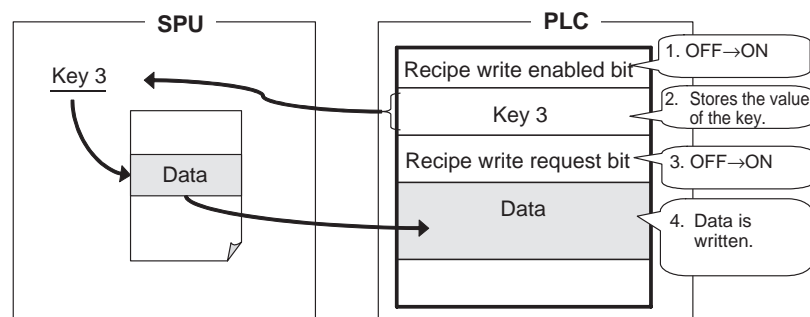 SPU
PLC
Key 3
Data
Recipe write enabled bit
Key 3
Recipe write request bit
Data
1. OFF→ON
2. Stores the value
of the key.
3. OFF→ON
4. Data is
written.